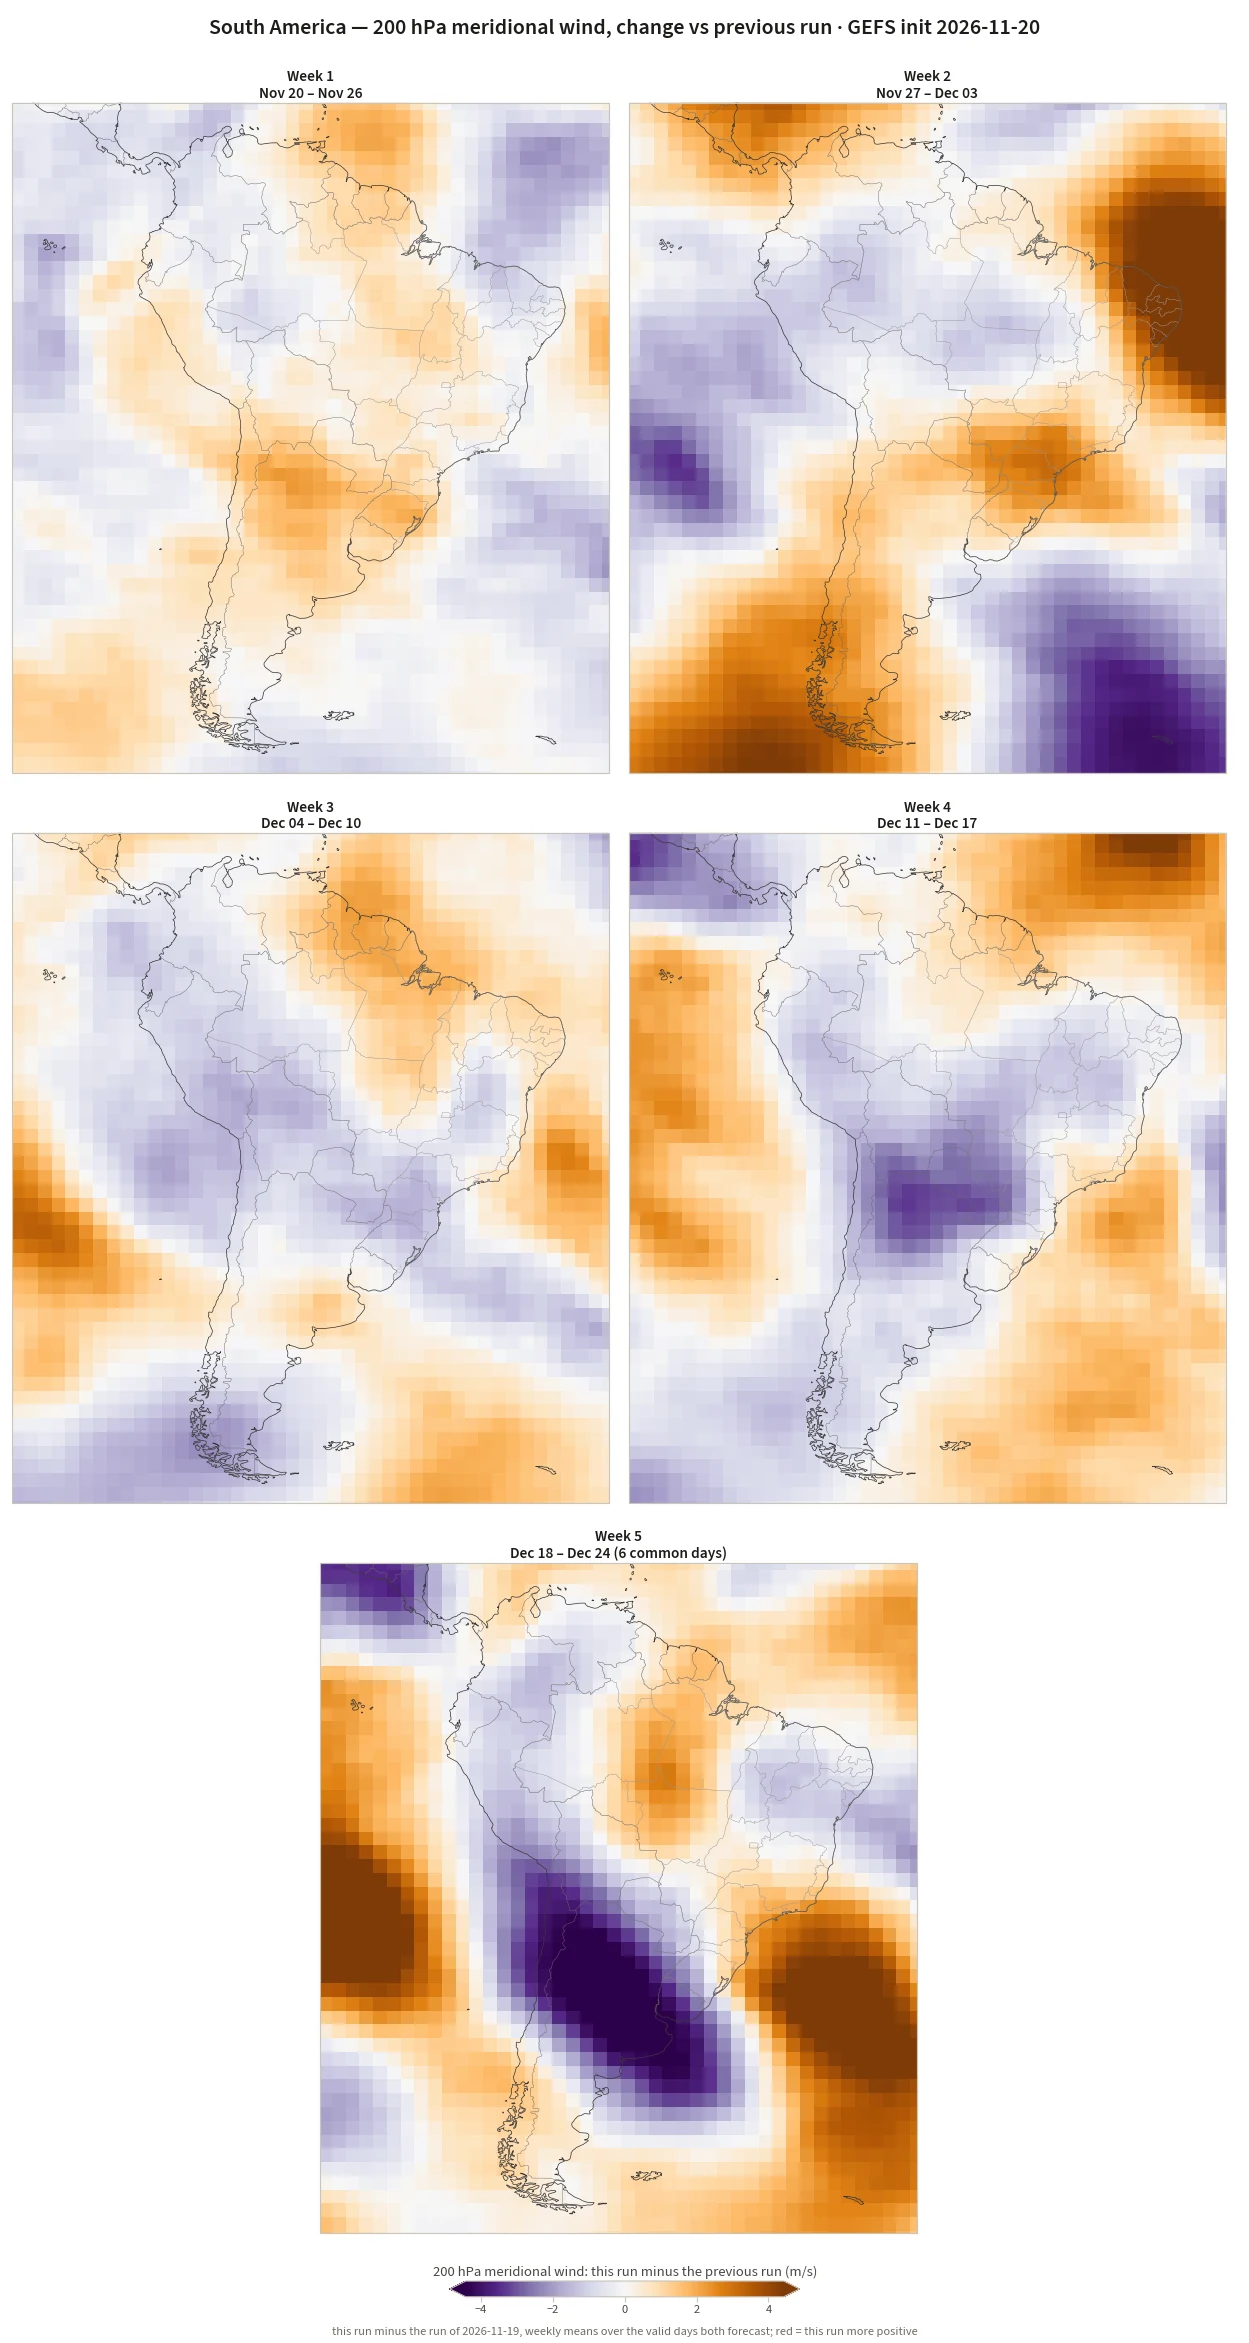 South America — 200 hPa meridional wind, change vs previous run · GEFS init 2026-11-20
Week 1
Nov 20 – Nov 26
Week 2
Nov 27 – Dec 03
Week 3
Dec 04 – Dec 10
Week 4
Dec 11 – Dec 17
Week 5
Dec 18 – Dec 24 (6 common days)
200 hPa meridional wind: this run minus the previous run (m/s)
−4 −2 0 2 4
this run minus the run of 2026-11-19, weekly means over the valid days both forecast; red = this run more positive